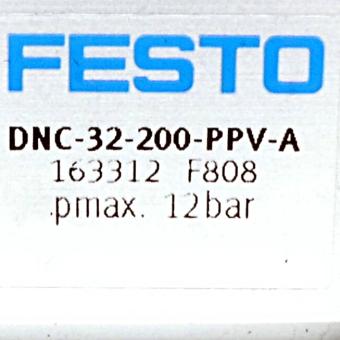 FESTO
DNC-32-200-PPV-A
163312 F808
pmax. 12bar